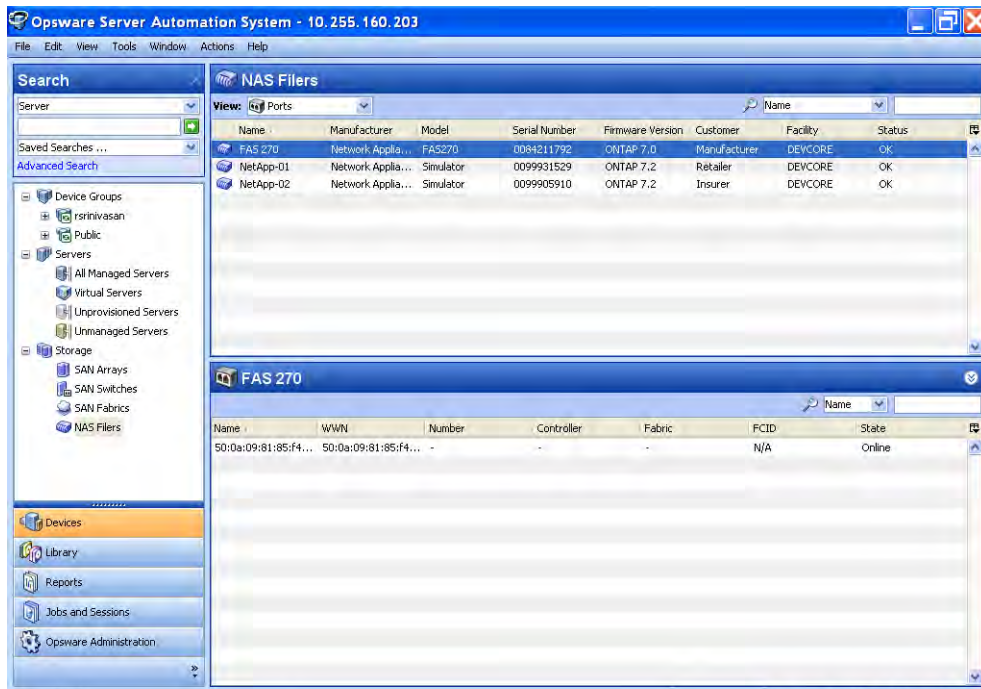 Opsware Server Automation System - 10.255.160.203
File Edit View Tools Window Actions Help
Search
Server
Saved Searches ...
Advanced Search
Device Groups
rsrinivasan
Public
Servers
All Managed Servers
Virtual Servers
Unprovisioned Servers
Unmanaged Servers
Storage
SAN Arrays
SAN Switches
SAN Fabrics
NAS Filers
Devices
Library
Reports
Jobs and Sessions
Opsware Administration
»
NAS Filers
View: Ports Name
Name Manufacturer Model Serial Number Firmware Version Customer Facility Status
FAS 270 Network Applia... FAS270 0084211792 ONTAP 7.0 Manufacturer DEVCORE OK
NetApp-01 Network Applia... Simulator 0099931529 ONTAP 7.2 Retailer DEVCORE OK
NetApp-02 Network Applia... Simulator 0099905910 ONTAP 7.2 Insurer DEVCORE OK
FAS 270
Name
Name WWN Number Controller Fabric FCID State
50:0a:09:81:85:f4... 50:0a:09:81:85:f4... - - - N/A Online